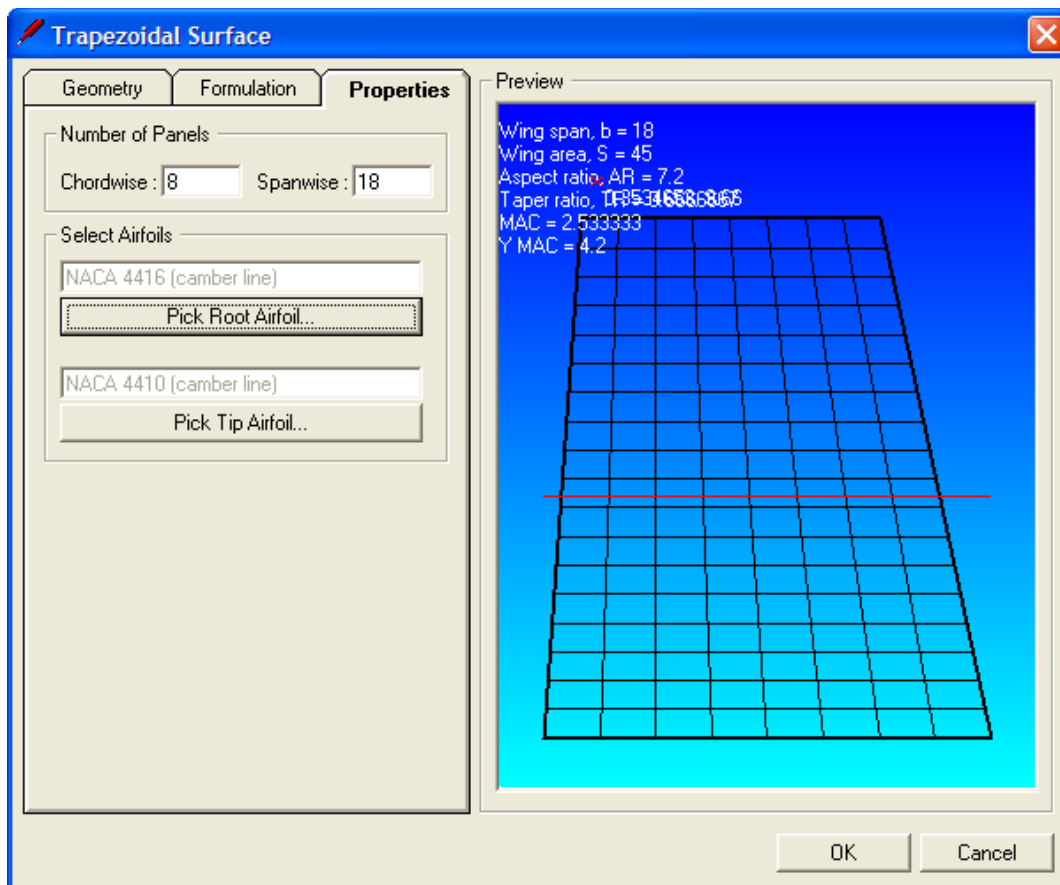 Trapezoidal Surface
Geometry Formulation Properties
Number of Panels
Chordwise : 8 Spanwise : 18
Select Airfoils
NACA 4416 (camber line)
Pick Root Airfoil...
NACA 4410 (camber line)
Pick Tip Airfoil...
Preview
Wing span, b = 18
Wing area, S = 45
Aspect ratio, AR = 7.2
Taper ratio, TR =
MAC = 2.533333
Y MAC = 4.2
OK Cancel